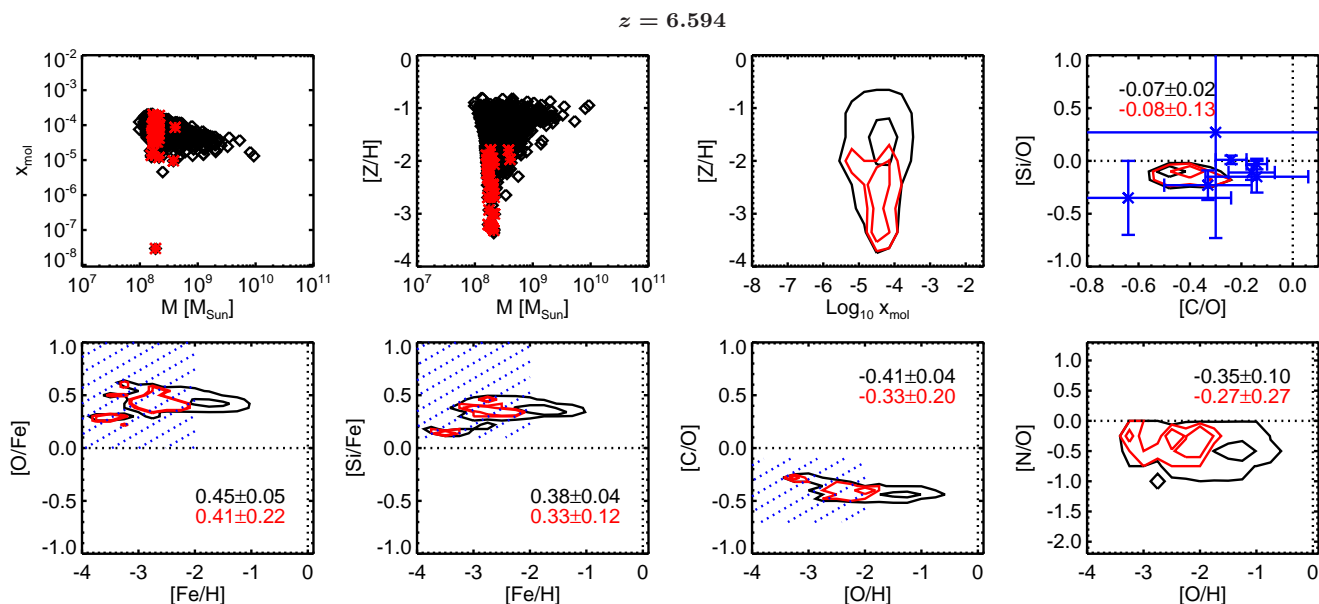 z = 6.594
x_mol
10^-2
10^-3
10^-4
10^-5
10^-6
10^-7
10^-8
10^7 10^8 10^9 10^10 10^11
M [M_Sun]
[Z/H]
0
-1
-2
-3
-4
10^7 10^8 10^9 10^10 10^11
M [M_Sun]
[Z/H]
0
-1
-2
-3
-4
-8 -7 -6 -5 -4 -3 -2
Log_10 x_mol
[Si/O]
1.0
0.5
0.0
-0.5
-1.0
-0.07±0.02
-0.08±0.13
-0.8 -0.6 -0.4 -0.2 0.0
[C/O]
[O/Fe]
1.0
0.5
0.0
-0.5
-1.0
0.45±0.05
0.41±0.22
-4 -3 -2 -1 0
[Fe/H]
[Si/Fe]
1.0
0.5
0.0
-0.5
-1.0
0.38±0.04
0.33±0.12
-4 -3 -2 -1 0
[Fe/H]
[C/O]
1.0
0.5
0.0
-0.5
-1.0
-0.41±0.04
-0.33±0.20
-4 -3 -2 -1 0
[O/H]
[N/O]
1.0
0.5
0.0
-0.5
-1.0
-1.5
-2.0
-0.35±0.10
-0.27±0.27
-4 -3 -2 -1 0
[O/H]